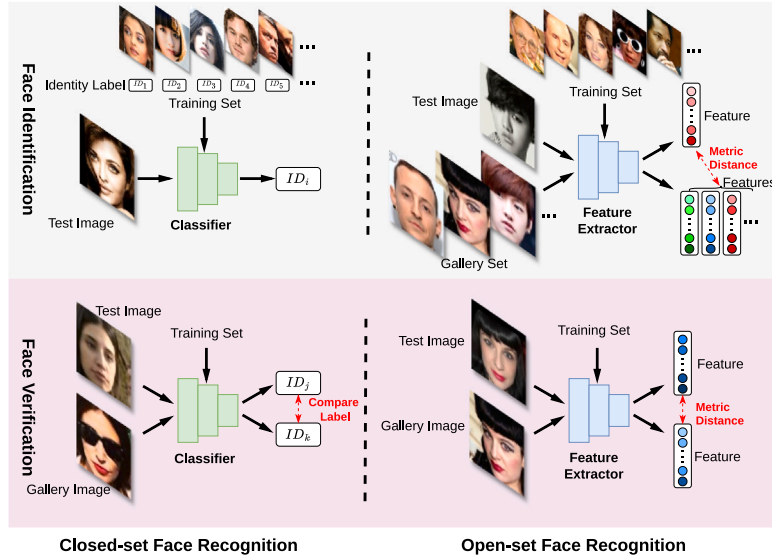 Face Identification
Identity Label
ID1
ID2
ID3
ID4
ID5
Training Set
Test Image
Classifier
IDi
Training Set
Test Image
Gallery Set
Feature
Extractor
Feature
Metric
Distance
Features
Face Verification
Test Image
Training Set
Gallery Image
Classifier
IDj
Compare
Label
IDk
Test Image
Training Set
Gallery Image
Feature
Extractor
Feature
Metric
Distance
Feature
Closed-set Face Recognition
Open-set Face Recognition